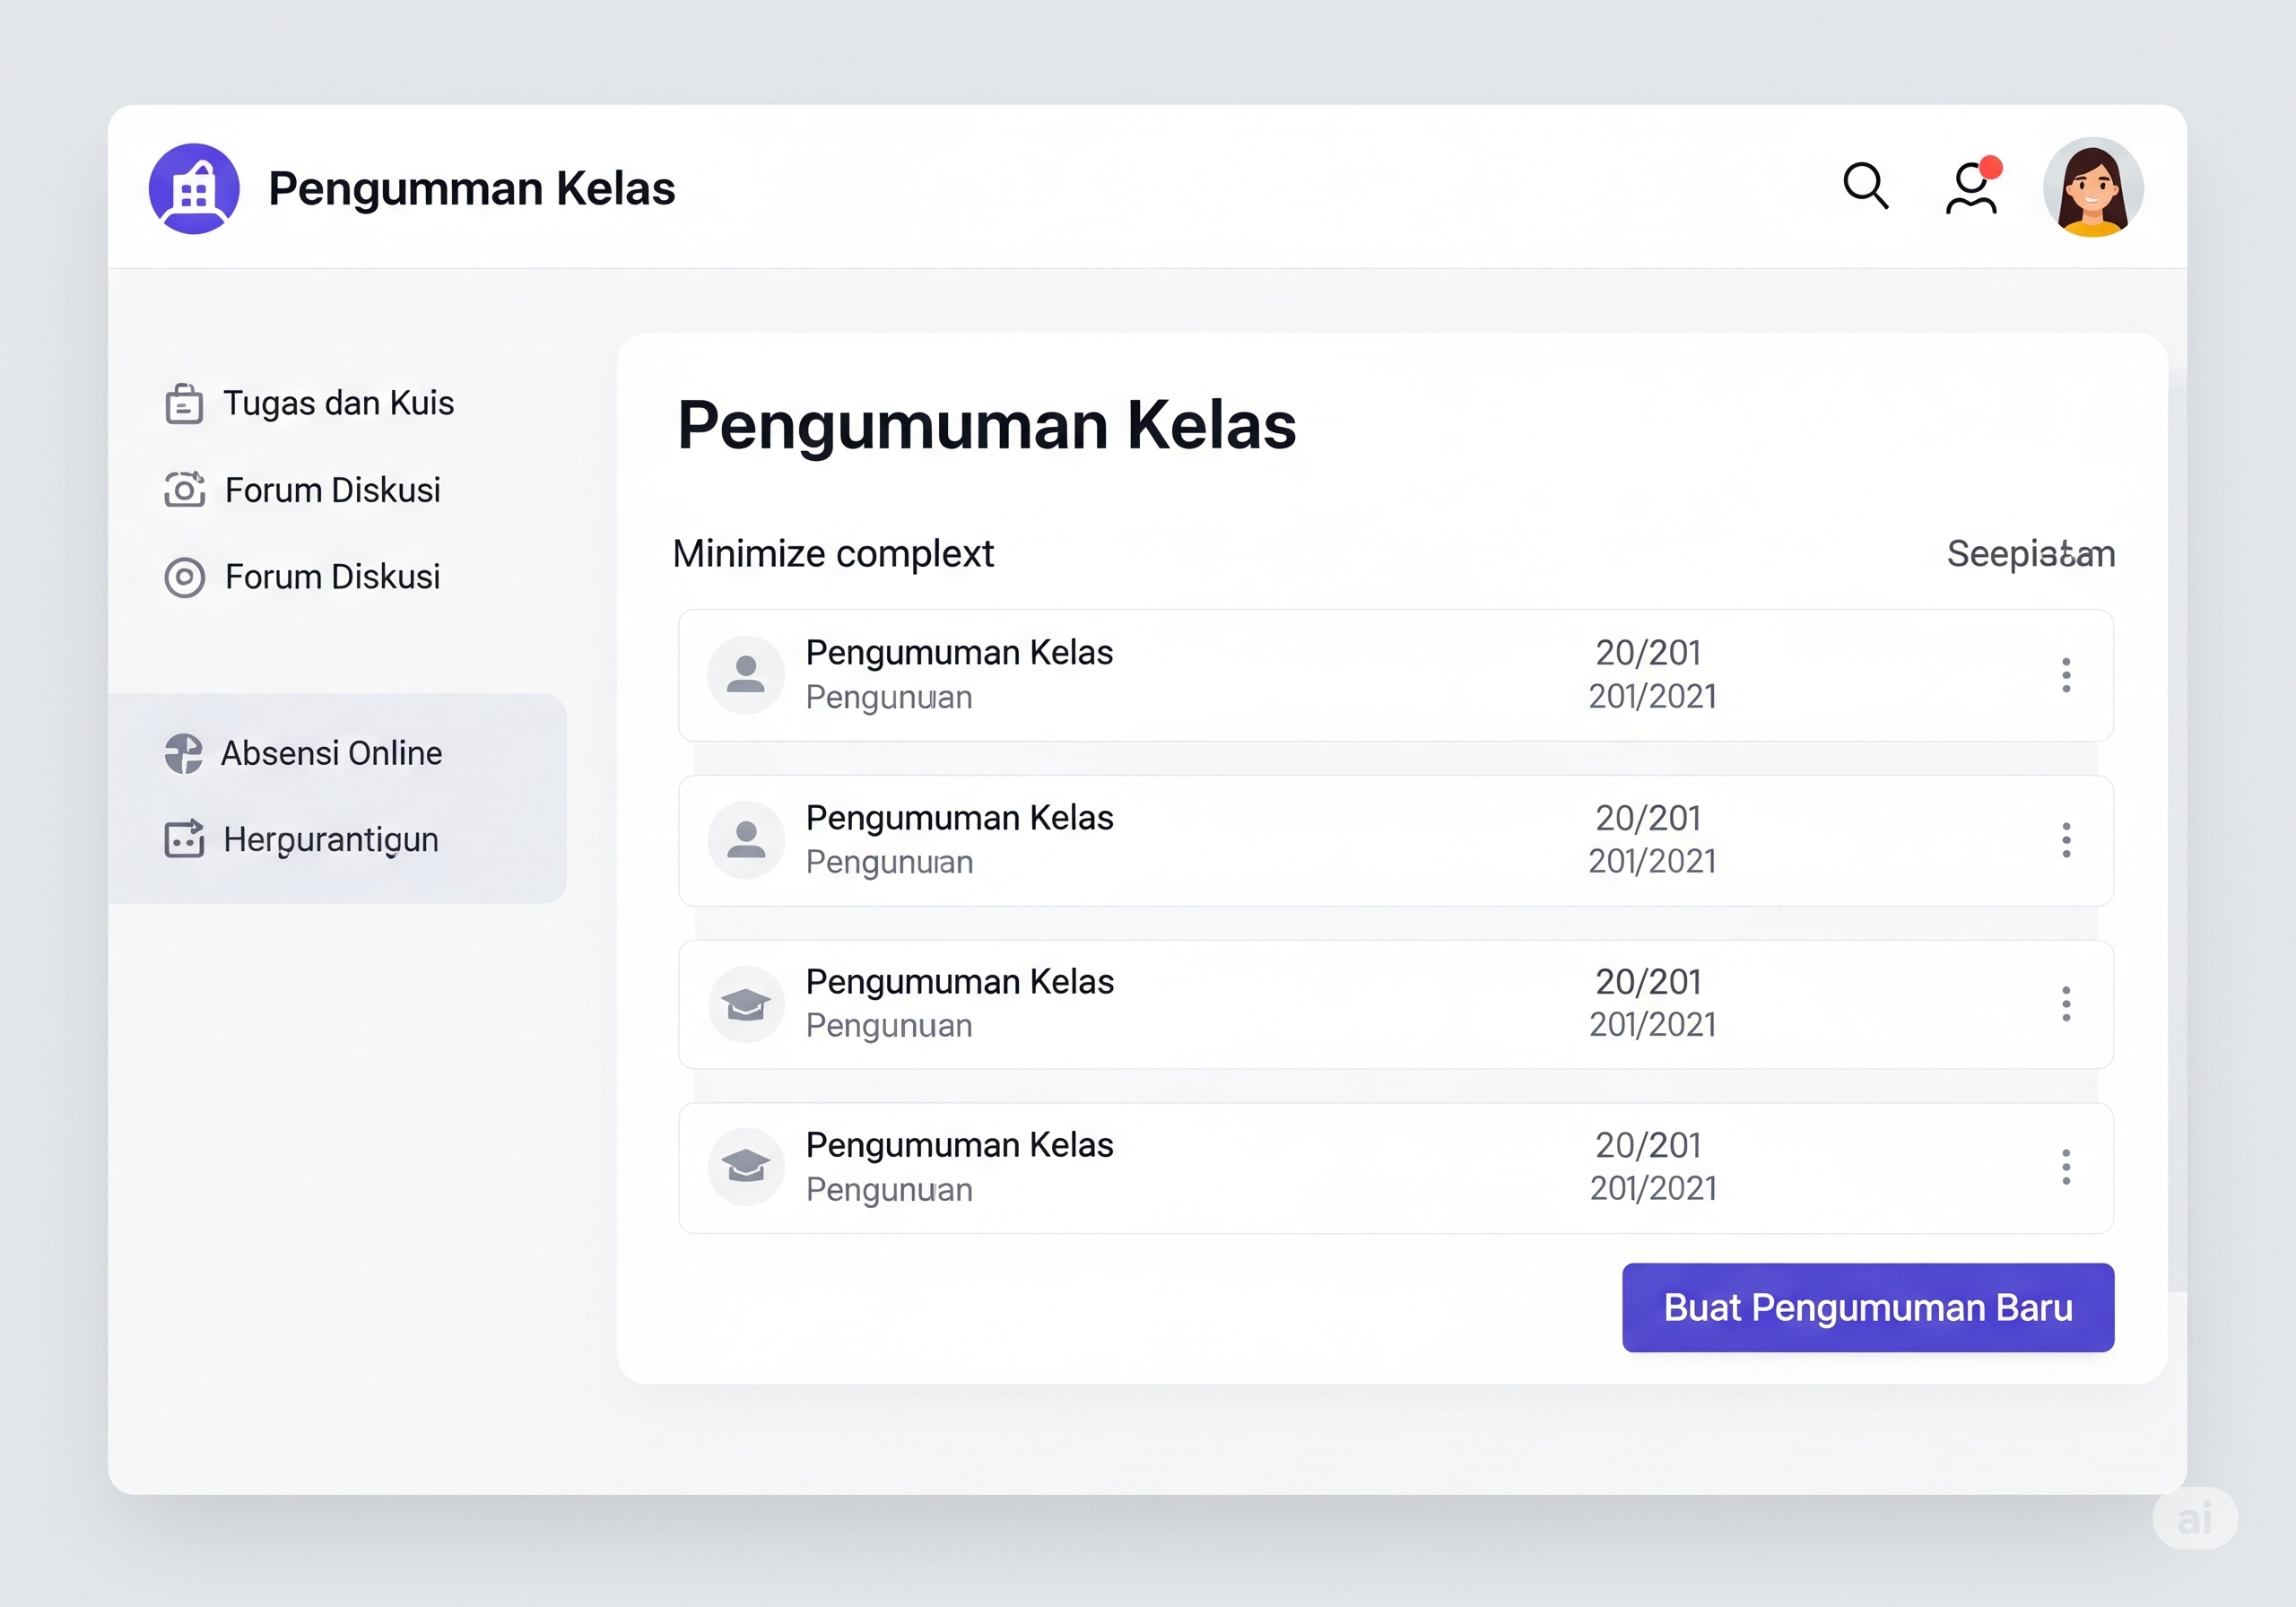 Pengumman Kelas
Tugas dan Kuis
Forum Diskusi
Forum Diskusi
Absensi Online
Herpurantigun
Pengumuman Kelas
Minimize complext
Pengumuman Kelas
Pengunuan
20/201
201/2021
Pengumuman Kelas
Pengunuan
20/201
201/2021
Pengumuman Kelas
Pengunuan
20/201
201/2021
Pengumuman Kelas
Pengunuan
20/201
201/2021
Buat Pengumuman Baru
ai